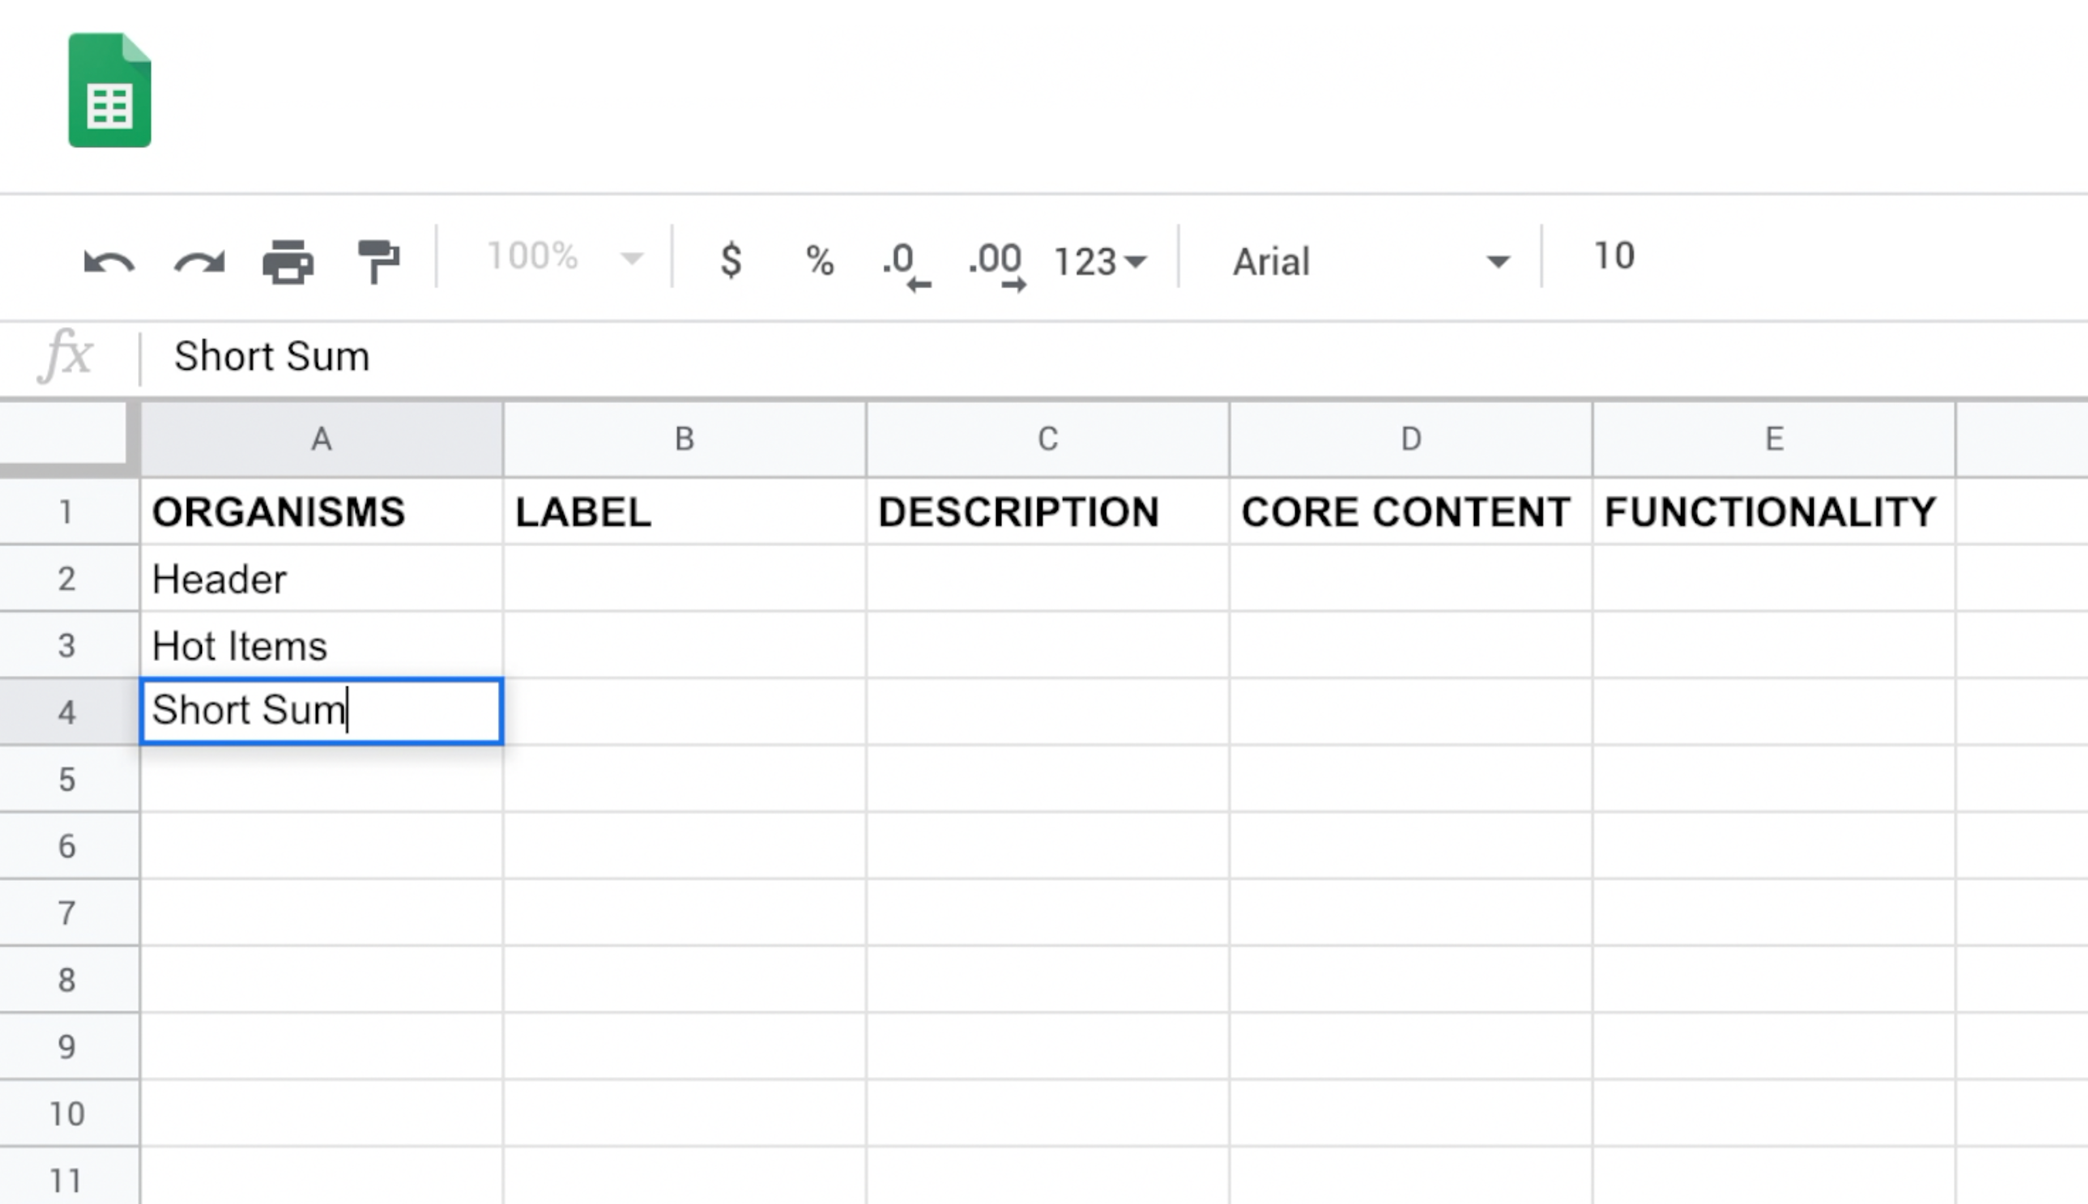 100% $ % .0 .00 123 Arial 10
fx Short Sum
A B C D E
1 ORGANISMS LABEL DESCRIPTION CORE CONTENT FUNCTIONALITY
2 Header
3 Hot Items
4 Short Sum
5
6
7
8
9
10
11